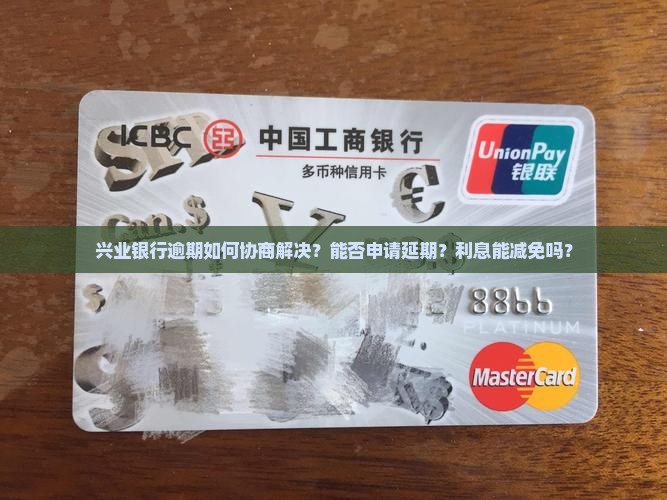 ICBC 中国工商银行
UnionPay
银联
多币种信用卡
Can.$
€
¥
兴业银行逾期如何协商解决？能否申请延期？利息能减免吗？
$
8866
PLATINUM
MasterCard